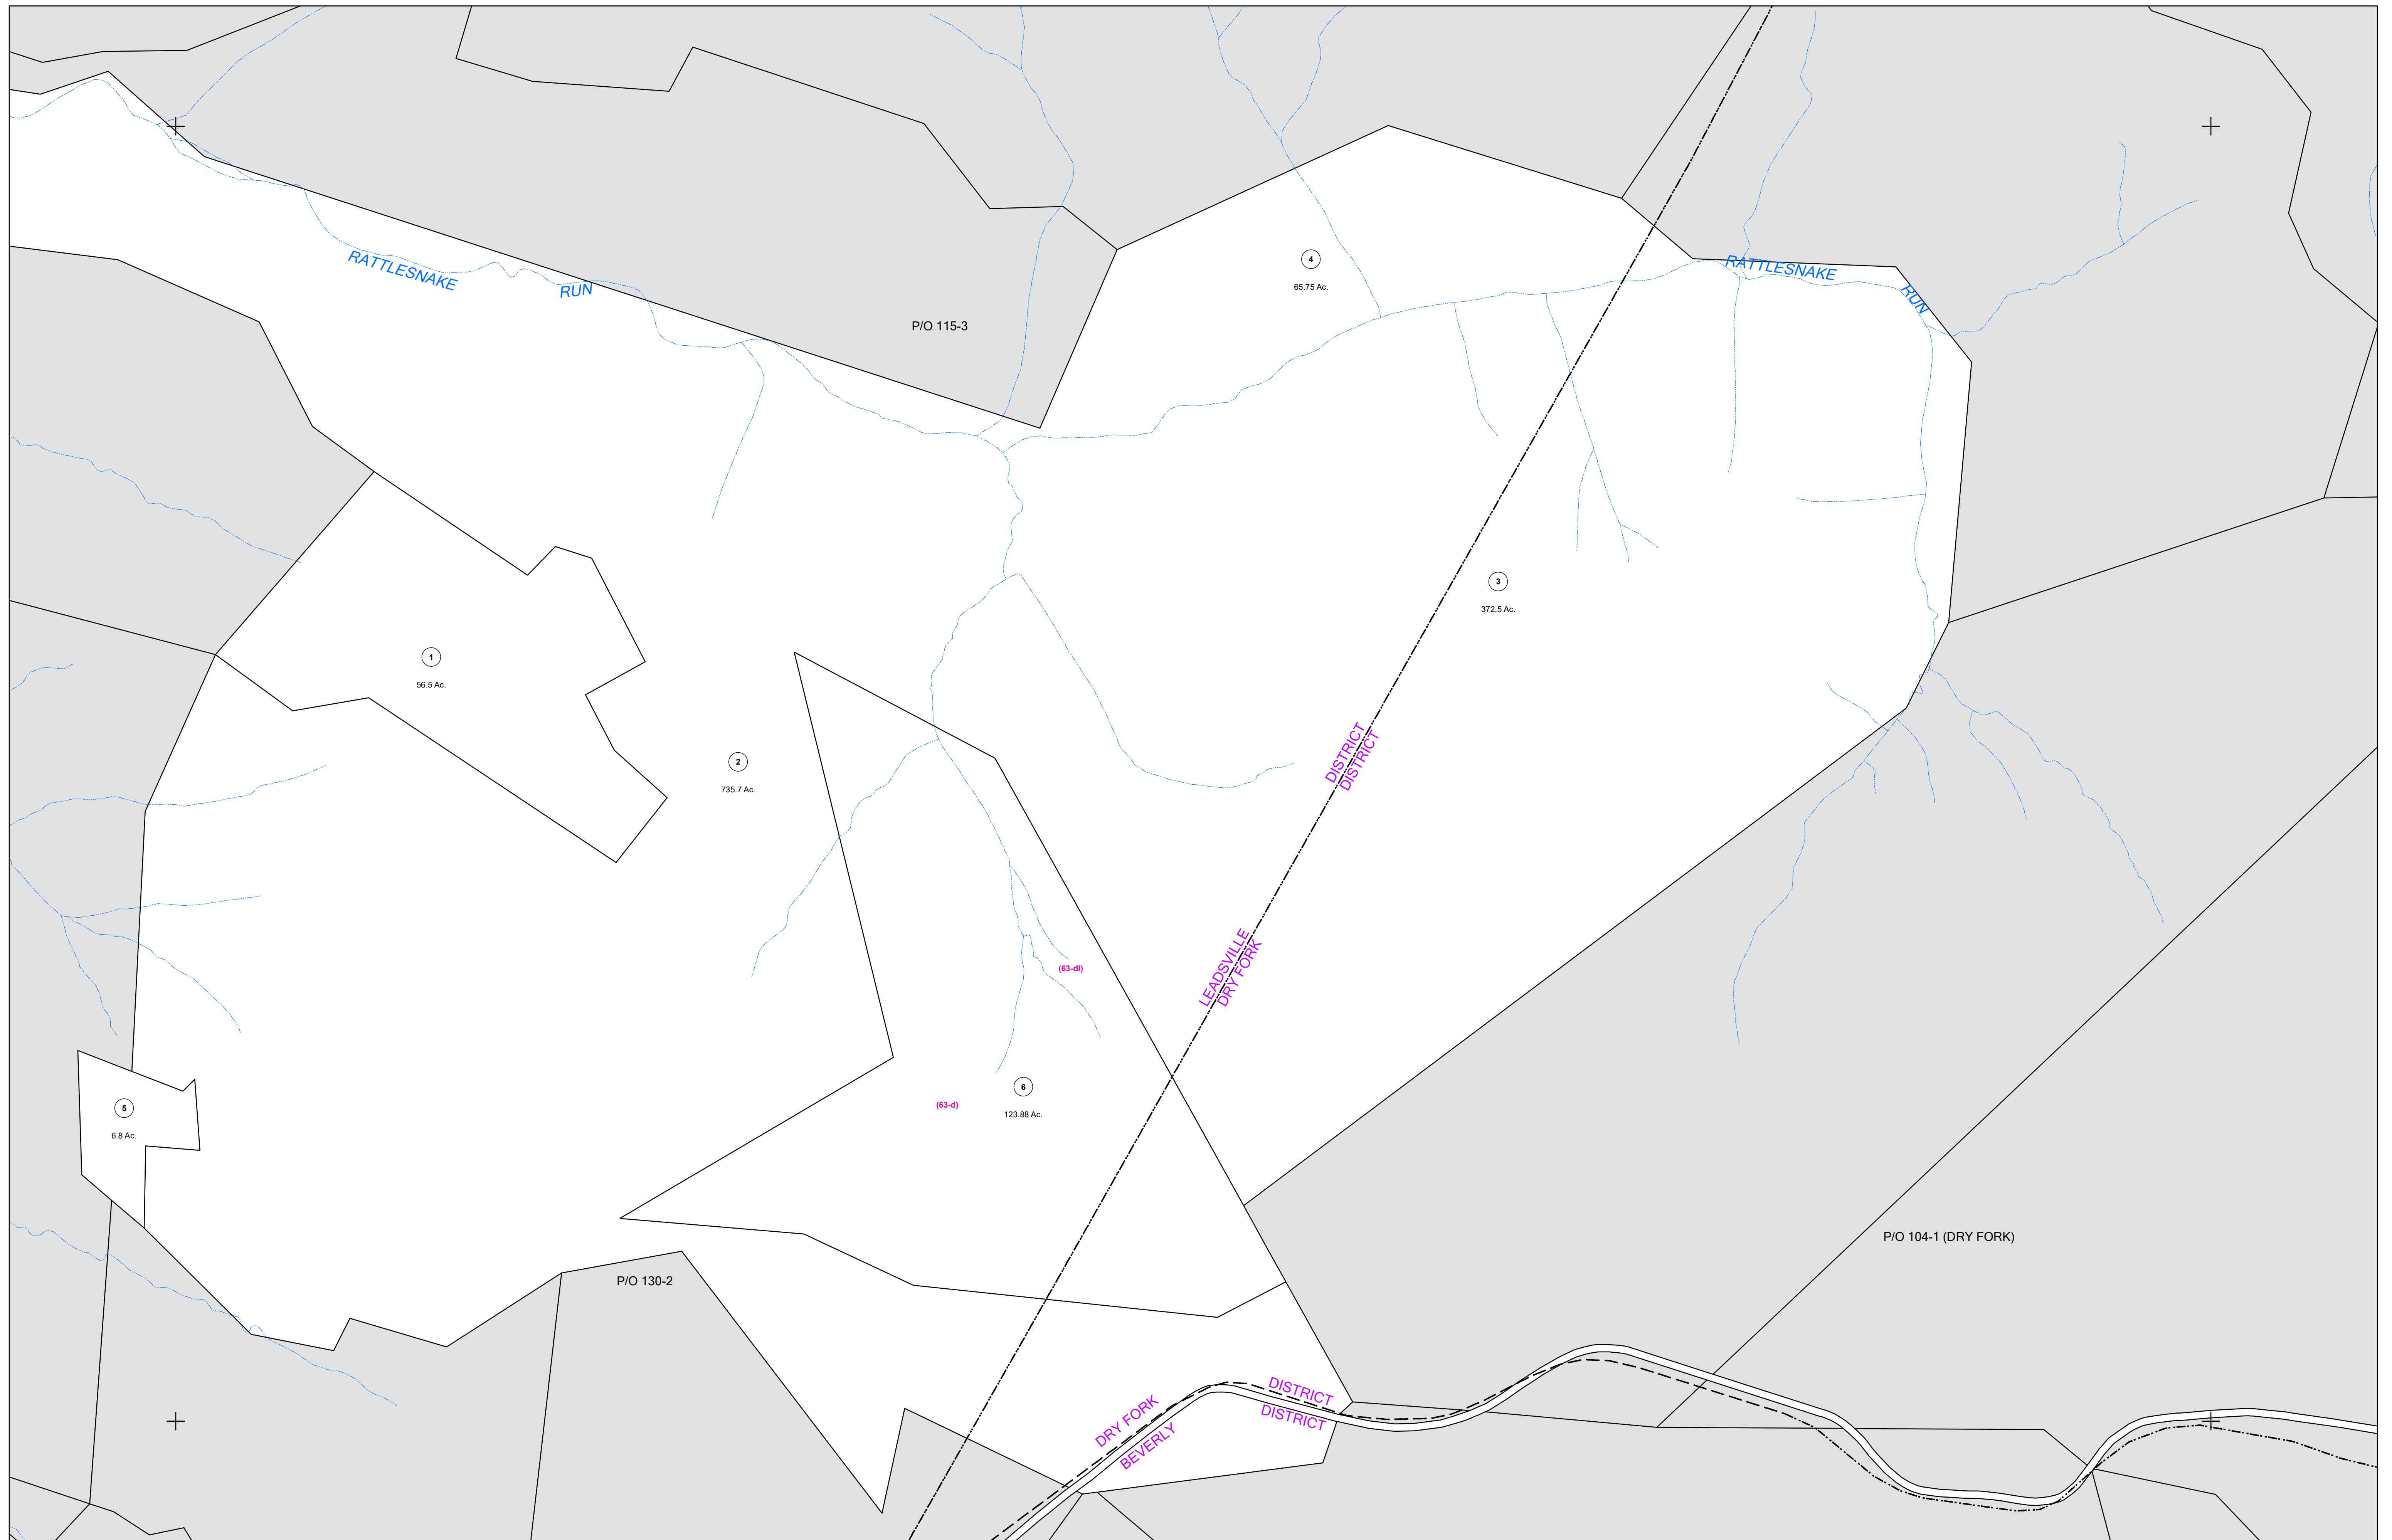 4
65.75 Ac.
RATTLESNAKE
RUN
RATTLESNAKE
RUN
P/O 115-3
3
372.5 Ac.
1
56.5 Ac.
2
735.7 Ac.
DISTRICT
DISTRICT
LEADSVILLE
DRY FORK
(63-dl)
6
123.88 Ac.
(63-d)
5
6.8 Ac.
P/O 104-1 (DRY FORK)
P/O 130-2
DRY FORK
DISTRICT
BEVERLY
DISTRICT